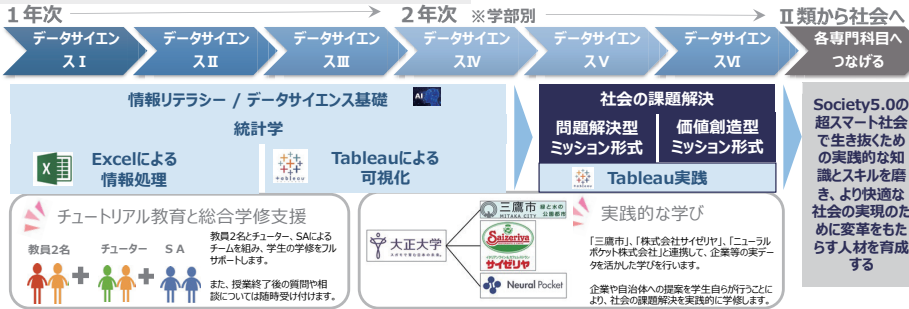 1年次
2年次 ※学部別
Ⅱ類から社会へ
データサイエン
スⅠ
データサイエン
スⅡ
データサイエン
スⅢ
データサイエン
スⅣ
データサイエン
スⅤ
データサイエン
スⅥ
各専門科目へ
つなげる
情報リテラシー / データサイエンス基礎
AI
統計学
Excelによる
情報処理
tableau
Tableauによる
可視化
社会の課題解決
問題解決型
ミッション形式
価値創造型
ミッション形式
Tableau実践
Society5.0の
超スマート社会
で生き抜くため
の実践的な知
識とスキルを磨
き、より快適な
社会の実現のた
めに変革をもた
らす人材を育成
する
チュートリアル教育と総合学修支援
教員2名
チューター
SA
教員2名とチューター、SAによる
チームを組み、学生の学修をフル
サポートします。
また、授業終了後の質問や相
談については随時受け付けます。
大正大学
三鷹市
MITAKA CITY
緑と水の
公園都市
Saizeriya
サイゼリヤ
Neural Pocket
実践的な学び
「三鷹市」、「株式会社サイゼリヤ」、「ニューラル
ポケット株式会社」と連携して、企業等の実デー
タを活かした学びを行います。
企業や自治体への提案を学生自らが行うことに
より、社会の課題解決を実践的に学修します。